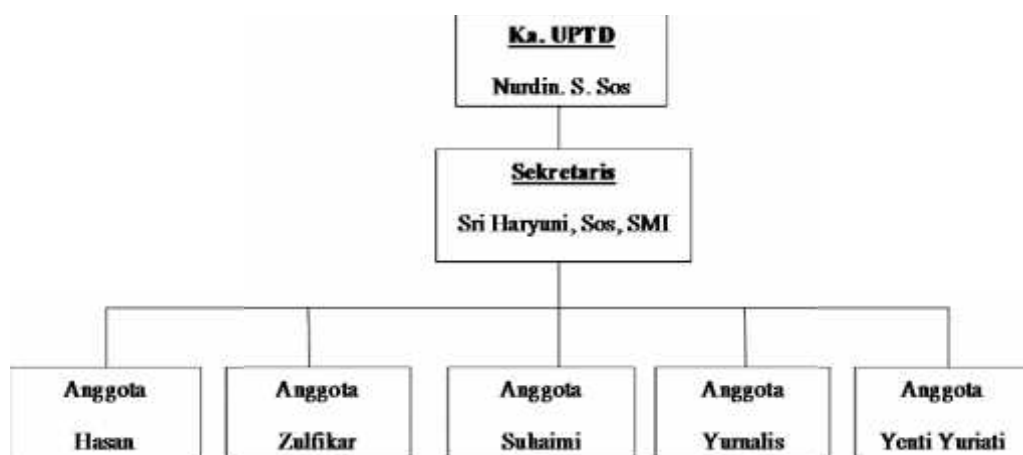 Ka. UPTD
Nurdin. S. Sos
Sekretaris
Sri Haryuni, Sos, SMI
Anggota
Hasan
Anggota
Zulfikar
Anggota
Suhaimi
Anggota
Yurnalis
Anggota
Yenti Yuriati